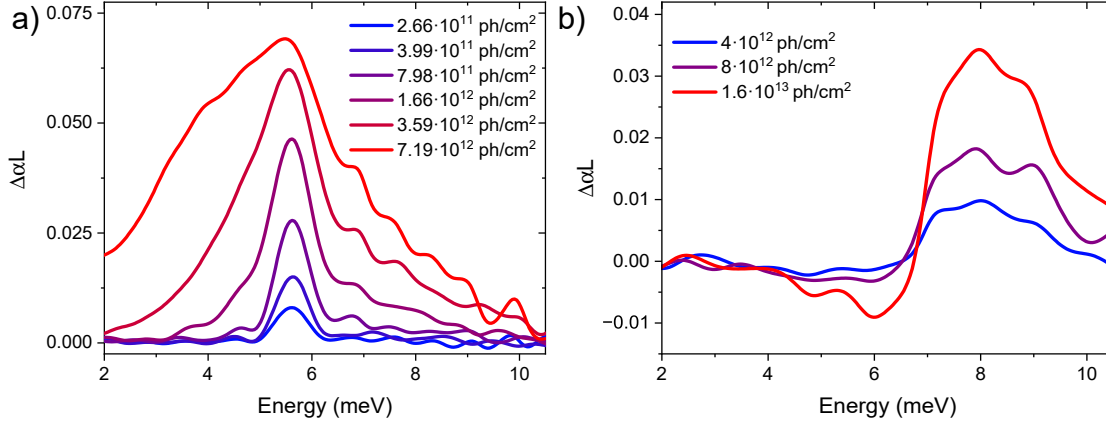 a)
2.66·10¹¹ ph/cm²
3.99·10¹¹ ph/cm²
7.98·10¹¹ ph/cm²
1.66·10¹² ph/cm²
3.59·10¹² ph/cm²
7.19·10¹² ph/cm²
0.075
0.050
0.025
0.000
ΔαL
2 4 6 8 10
Energy (meV)
b)
4·10¹² ph/cm²
8·10¹² ph/cm²
1.6·10¹³ ph/cm²
0.04
0.03
0.02
0.01
0.00
−0.01
ΔαL
2 4 6 8 10
Energy (meV)